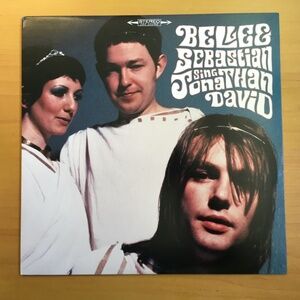 STEREO
BELLE &
SEBASTIAN
SING
JONATHAN
DAVID